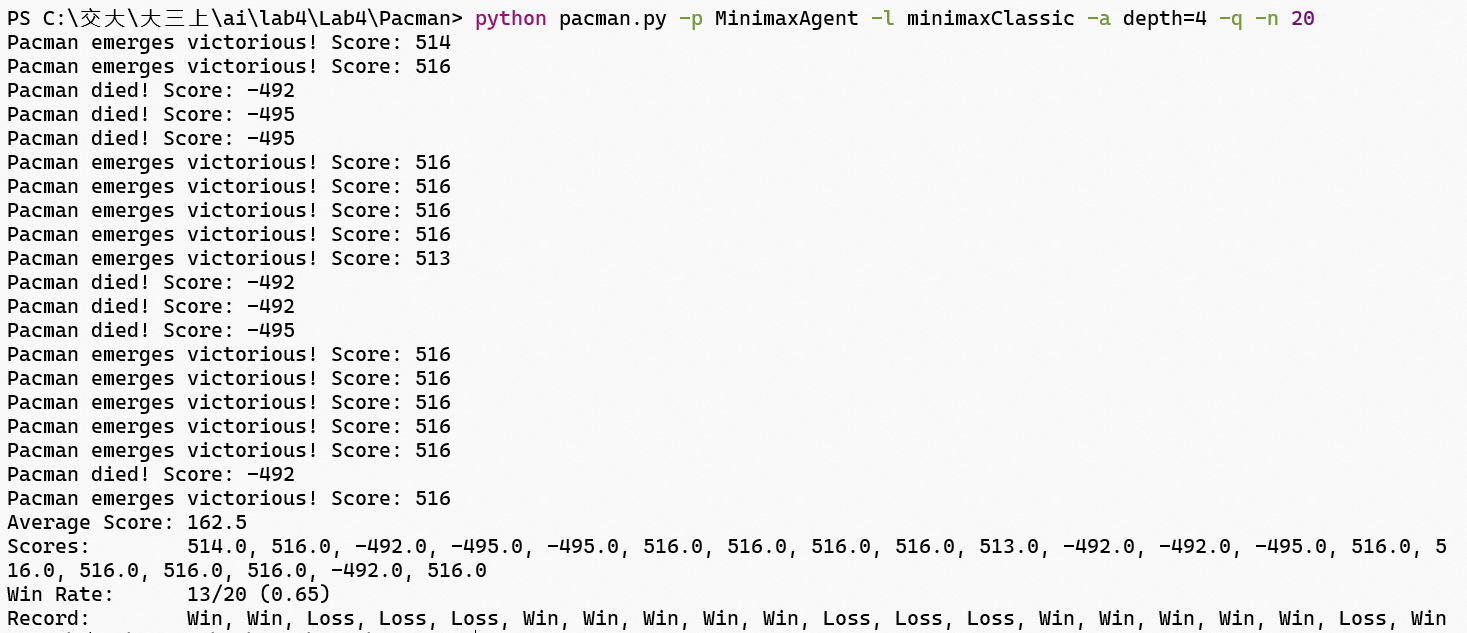 PS C:\交大\大三上\ai\lab4\Lab4\Pacman> python pacman.py -p MinimaxAgent -l minimaxClassic -a depth=4 -q -n 20
Pacman emerges victorious! Score: 514
Pacman emerges victorious! Score: 516
Pacman died! Score: -492
Pacman died! Score: -495
Pacman died! Score: -495
Pacman emerges victorious! Score: 516
Pacman emerges victorious! Score: 516
Pacman emerges victorious! Score: 516
Pacman emerges victorious! Score: 516
Pacman emerges victorious! Score: 513
Pacman died! Score: -492
Pacman died! Score: -492
Pacman died! Score: -495
Pacman emerges victorious! Score: 516
Pacman emerges victorious! Score: 516
Pacman emerges victorious! Score: 516
Pacman emerges victorious! Score: 516
Pacman emerges victorious! Score: 516
Pacman died! Score: -492
Pacman emerges victorious! Score: 516
Average Score: 162.5
Scores:        514.0, 516.0, -492.0, -495.0, -495.0, 516.0, 516.0, 516.0, 516.0, 513.0, -492.0, -492.0, -495.0, 516.0, 5
16.0, 516.0, 516.0, 516.0, -492.0, 516.0
Win Rate:      13/20 (0.65)
Record:        Win, Win, Loss, Loss, Loss, Win, Win, Win, Win, Win, Loss, Loss, Loss, Win, Win, Win, Win, Win, Loss, Win